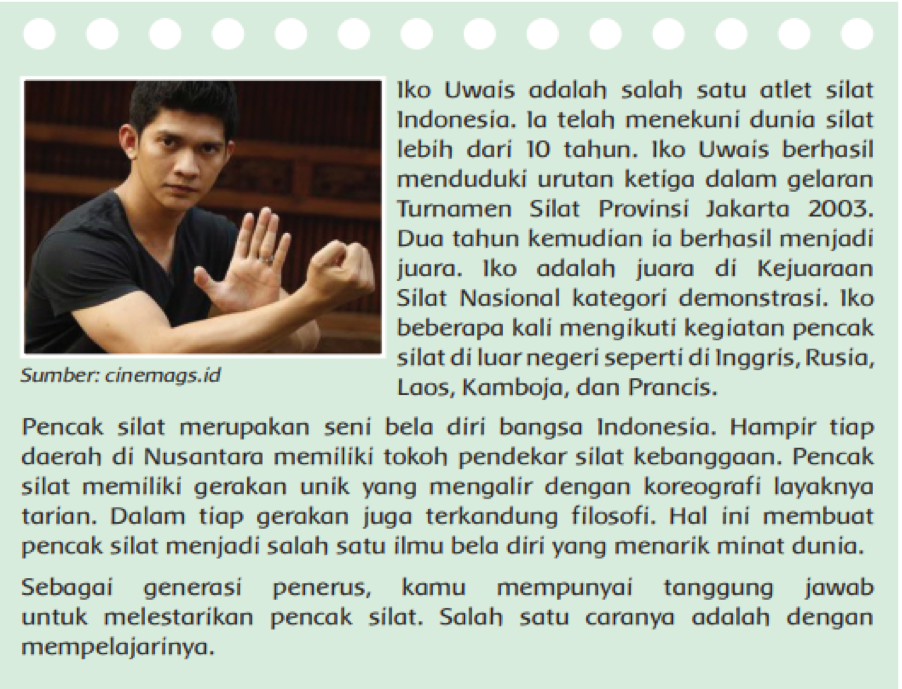 Iko Uwais adalah salah satu atlet silat
Indonesia. Ia telah menekuni dunia silat
lebih dari 10 tahun. Iko Uwais berhasil
menduduki urutan ketiga dalam gelaran
Turnamen Silat Provinsi Jakarta 2003.
Dua tahun kemudian ia berhasil menjadi
juara. Iko adalah juara di Kejuaraan
Silat Nasional kategori demonstrasi. Iko
beberapa kali mengikuti kegiatan pencak
silat di luar negeri seperti di Inggris, Rusia,
Laos, Kamboja, dan Prancis.
Sumber: cinemags.id
Pencak silat merupakan seni bela diri bangsa Indonesia. Hampir tiap
daerah di Nusantara memiliki tokoh pendekar silat kebanggaan. Pencak
silat memiliki gerakan unik yang mengalir dengan koreografi layaknya
tarian. Dalam tiap gerakan juga terkandung filosofi. Hal ini membuat
pencak silat menjadi salah satu ilmu bela diri yang menarik minat dunia.
Sebagai generasi penerus, kamu mempunyai tanggung jawab
untuk melestarikan pencak silat. Salah satu caranya adalah dengan
mempelajarinya.